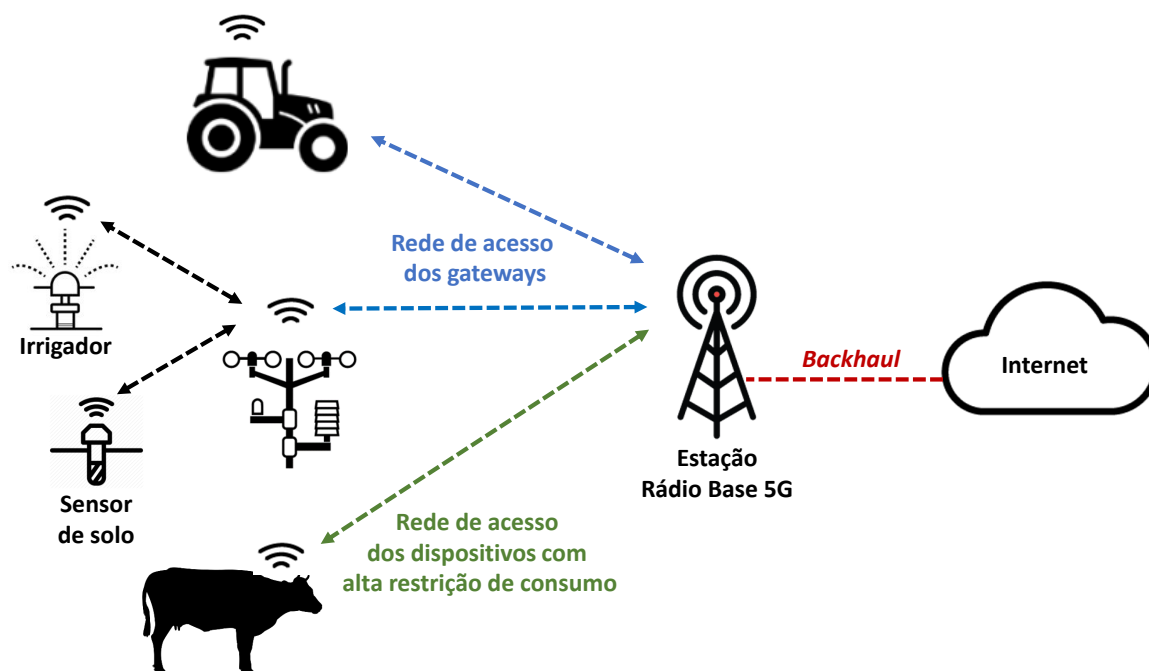 Rede de acesso
dos gateways
Irrigador
Backhaul
Internet
Estação
Rádio Base 5G
Sensor
de solo
Rede de acesso
dos dispositivos com
alta restrição de consumo